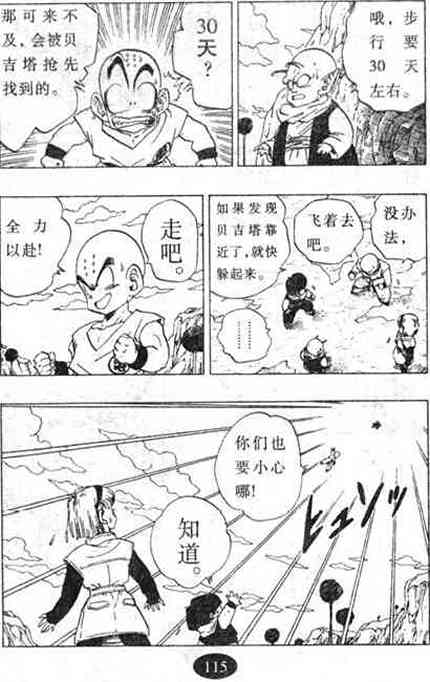 哦，步
行要
30天
左右。
30
天？
那可来不
及，会被贝
吉塔抢先
找到的。
没办
法，
飞着去
吧。
如果发现
贝吉塔靠
近了，就快
躲起来。
…………
走吧。
全力
以赴！
你们也
要小心
哪！
ヒュンッ
知道。
115